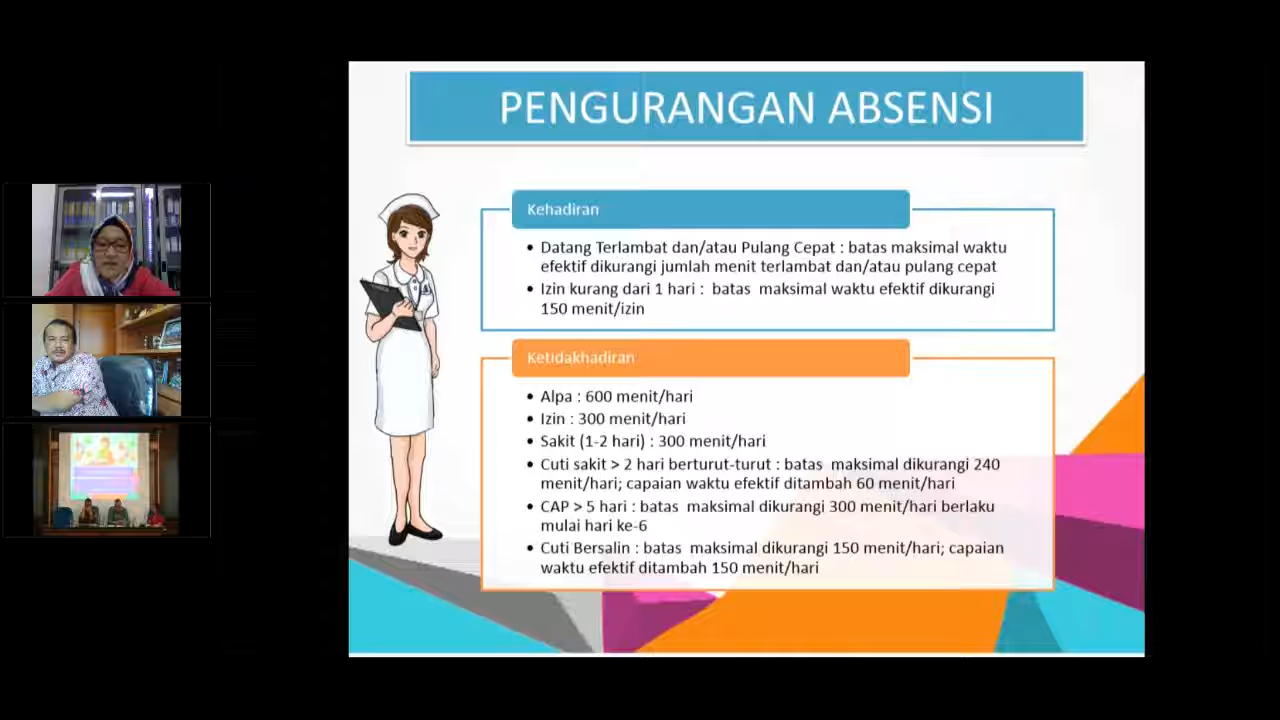 PENGURANGAN ABSENSI
Kehadiran
• Datang Terlambat dan/atau Pulang Cepat : batas maksimal waktu
efektif dikurangi jumlah menit terlambat dan/atau pulang cepat
• Izin kurang dari 1 hari : batas maksimal waktu efektif dikurangi
150 menit/izin
Ketidakhadiran
• Alpa : 600 menit/hari
• Izin : 300 menit/hari
• Sakit (1-2 hari) : 300 menit/hari
• Cuti sakit > 2 hari berturut-turut : batas maksimal dikurangi 240
menit/hari; capaian waktu efektif ditambah 60 menit/hari
• CAP > 5 hari : batas maksimal dikurangi 300 menit/hari berlaku
mulai hari ke-6
• Cuti Bersalin : batas maksimal dikurangi 150 menit/hari; capaian
waktu efektif ditambah 150 menit/hari